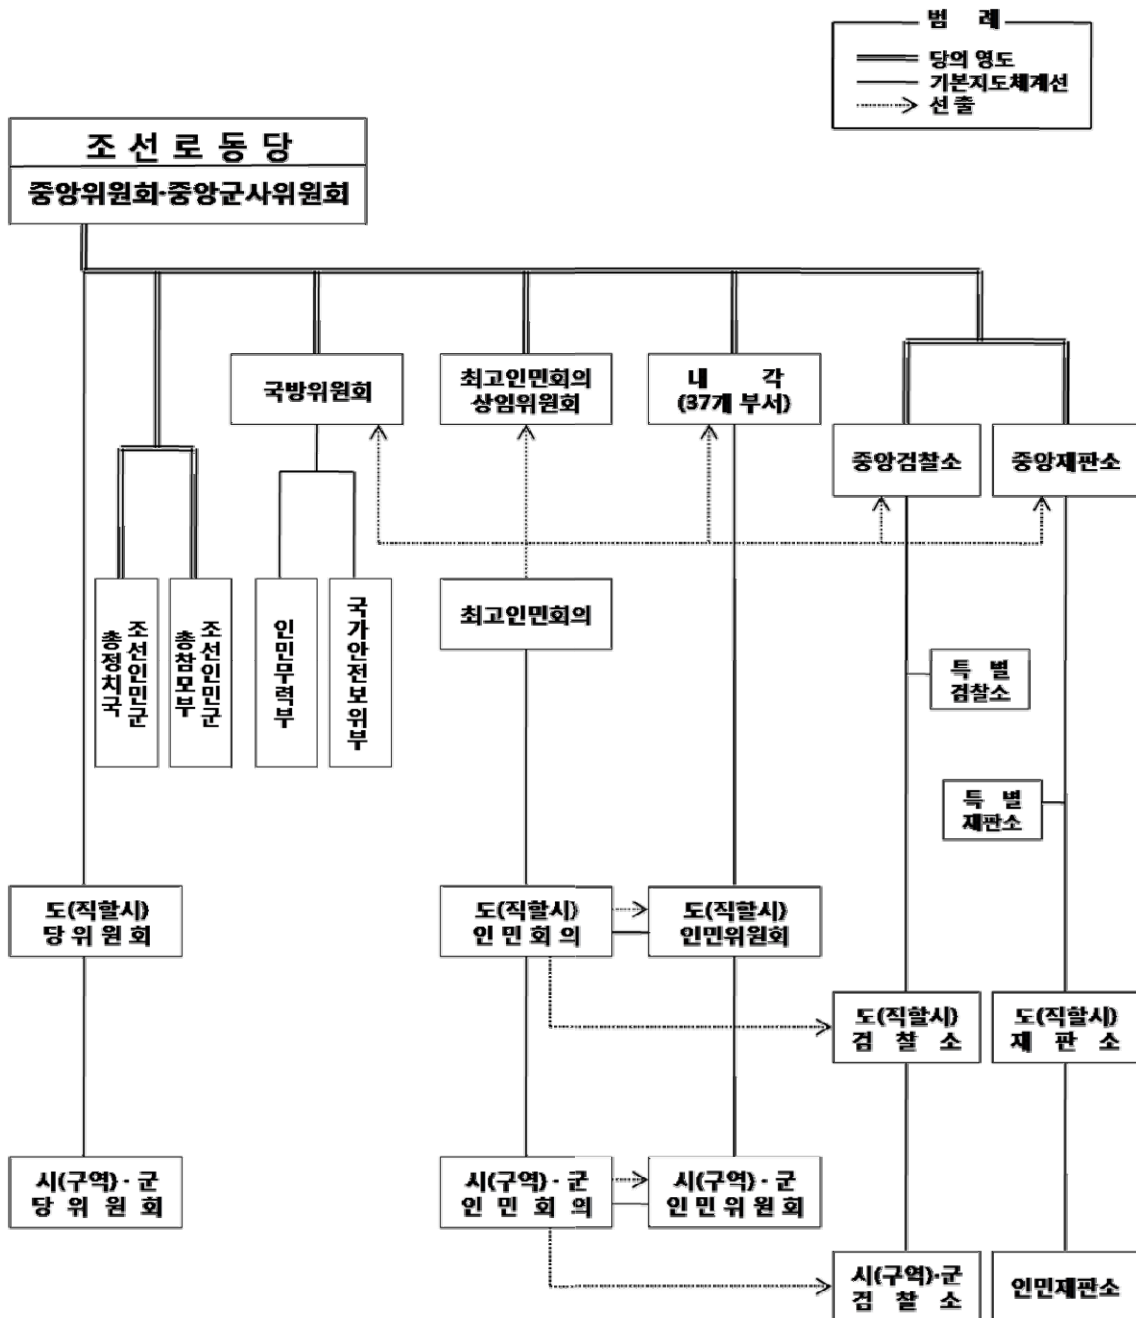 범 례
당의 영도
기본지도체계선
선 출
조 선 로 동 당
중앙위원회·중앙군사위원회
국방위원회
최고인민회의
상임위원회
내 각
(37개 부서)
중앙검찰소
중앙재판소
조선인민군
총정치국
조선인민군
총참모부
인민무력부
국가안전보위부
최고인민회의
특 별
검찰소
특 별
재판소
도(직할시)
당 위 원 회
도(직할시)
인 민 회 의
도(직할시)
인민위원회
도(직할시)
검 찰 소
도(직할시)
재 판 소
시(구역)·군
당 위 원 회
시(구역)·군
인 민 회 의
시(구역)·군
인 민 위 원 회
시(구역)·군
검 찰 소
인민재판소